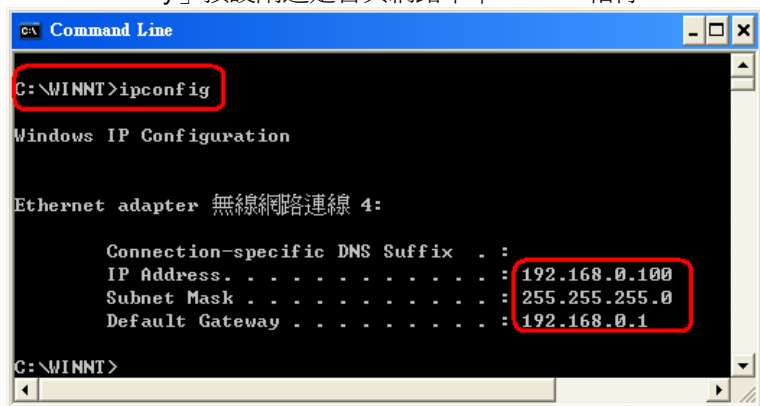 Command Line
C:\WINNT>ipconfig
Windows IP Configuration
Ethernet adapter 無線網路連線 4:
Connection-specific DNS Suffix . :
IP Address. . . . . . . . . . . . : 192.168.0.100
Subnet Mask . . . . . . . . . . . : 255.255.255.0
Default Gateway . . . . . . . . . : 192.168.0.1
C:\WINNT>